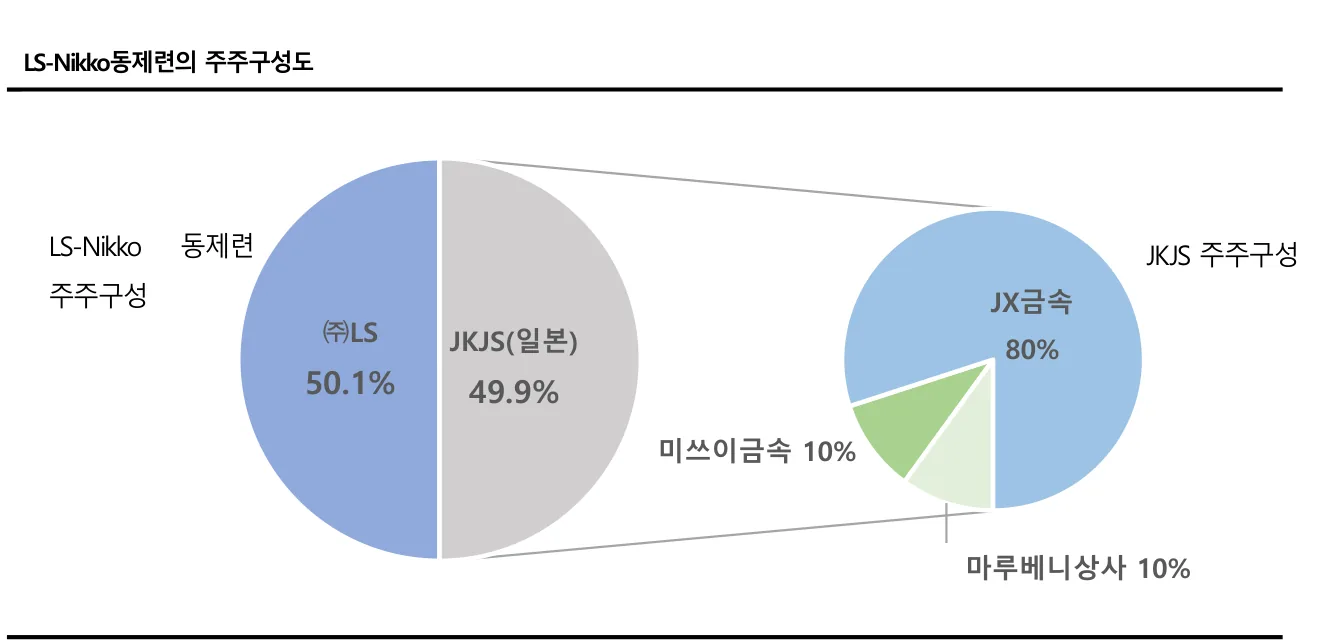 LS-Nikko동제련의 주주구성도
LS-Nikko 동제련
주주구성
㈜LS
50.1%
JKJS(일본)
49.9%
JKJS 주주구성
JX금속
80%
미쓰이금속 10%
마루베니상사 10%